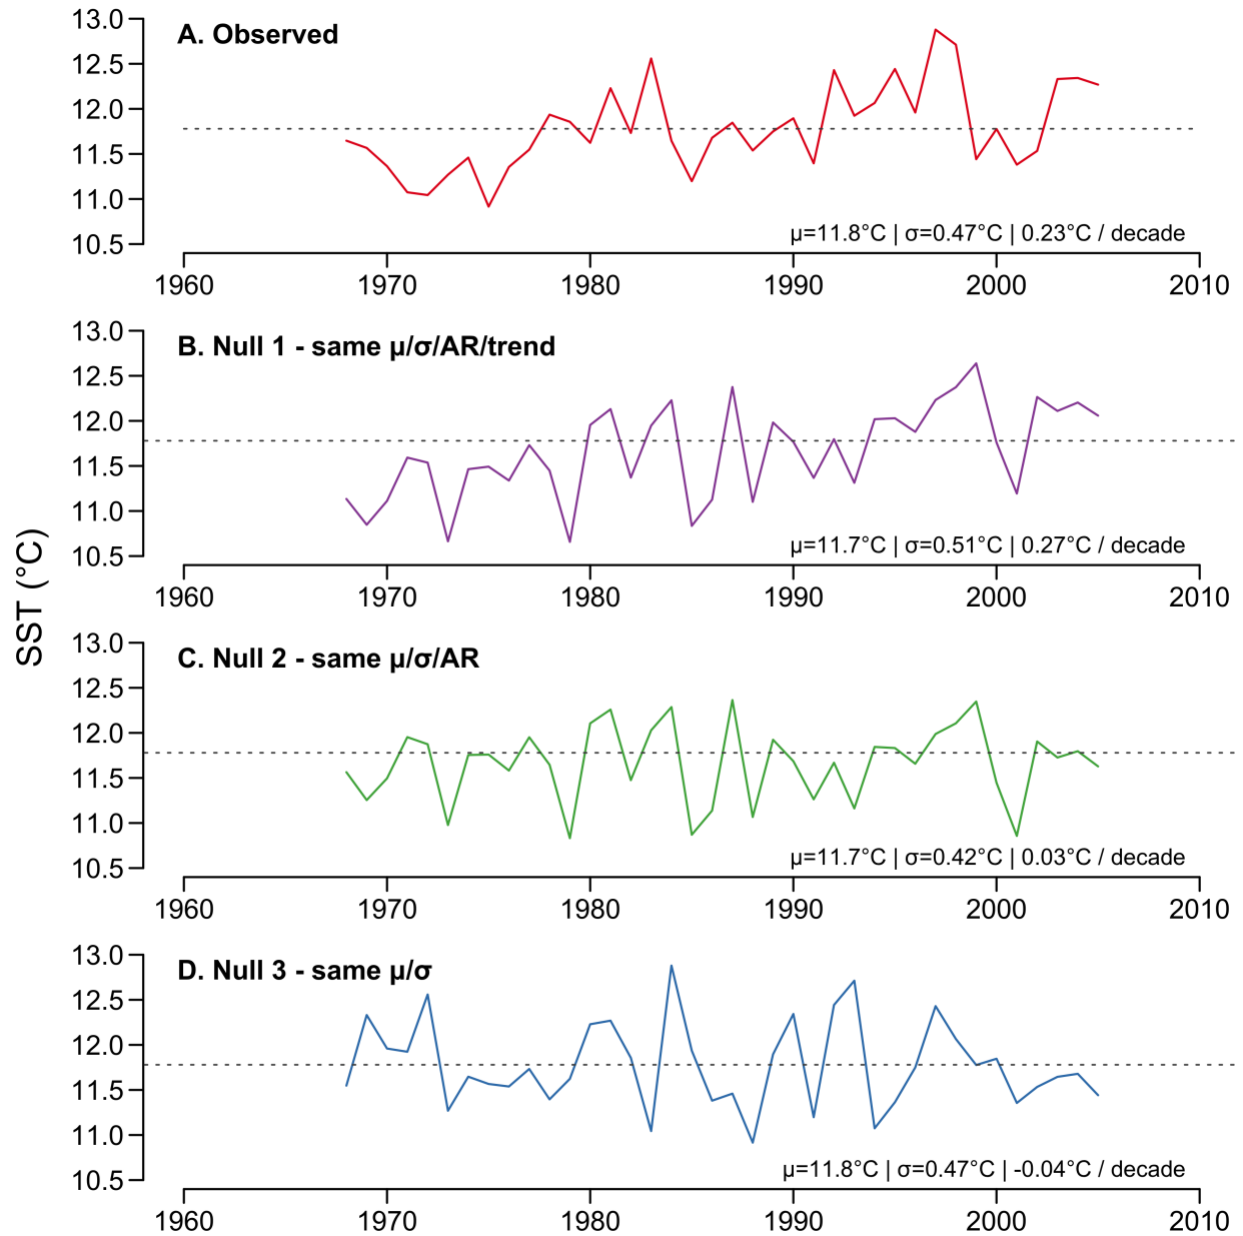 SST (°C)
A. Observed
13.0
12.5
12.0
11.5
11.0
10.5
µ=11.8°C | σ=0.47°C | 0.23°C / decade
1960 1970 1980 1990 2000 2010
B. Null 1 - same µ/σ/AR/trend
13.0
12.5
12.0
11.5
11.0
10.5
µ=11.7°C | σ=0.51°C | 0.27°C / decade
1960 1970 1980 1990 2000 2010
C. Null 2 - same µ/σ/AR
13.0
12.5
12.0
11.5
11.0
10.5
µ=11.7°C | σ=0.42°C | 0.03°C / decade
1960 1970 1980 1990 2000 2010
D. Null 3 - same µ/σ
13.0
12.5
12.0
11.5
11.0
10.5
µ=11.8°C | σ=0.47°C | -0.04°C / decade
1960 1970 1980 1990 2000 2010